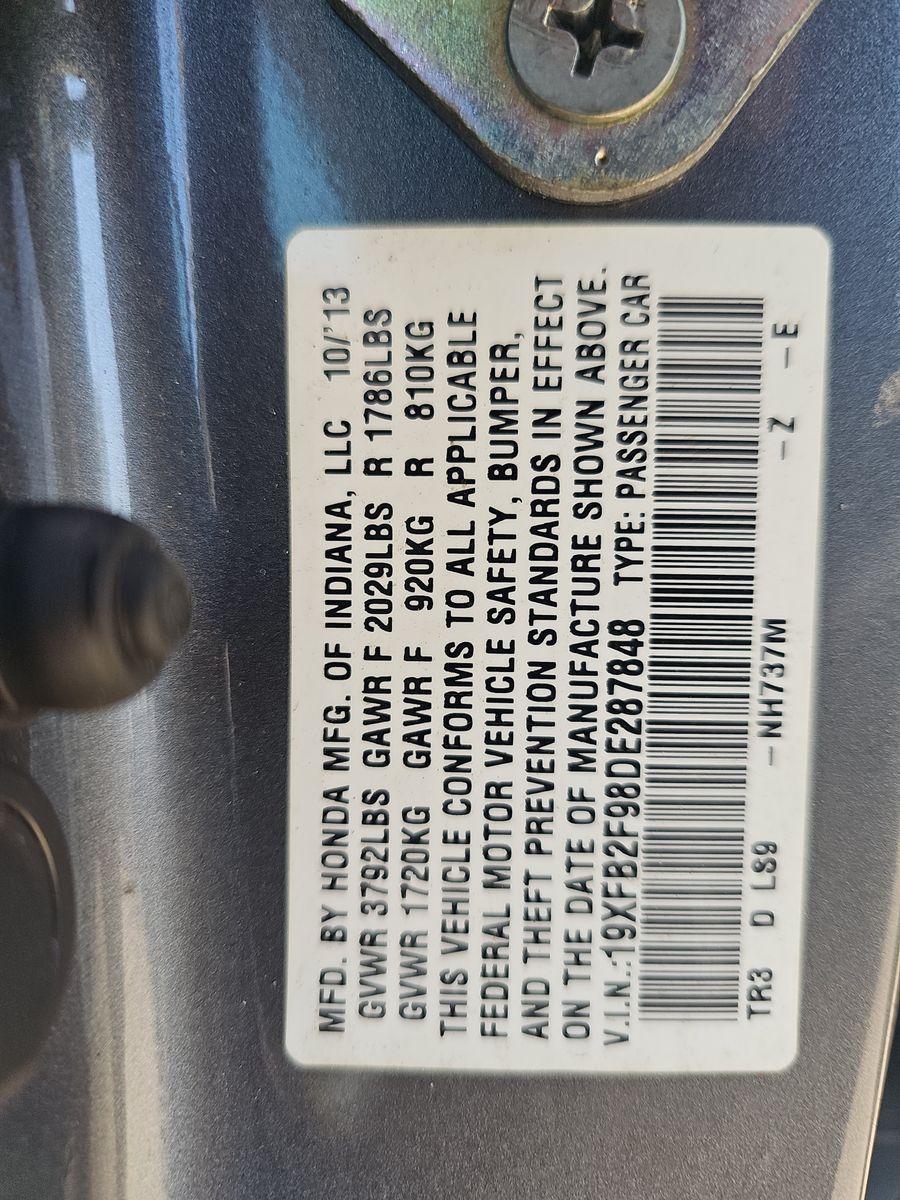 MFD. BY HONDA MFG. OF INDIANA, LLC 10/'13
GVWR 3792LBS GAWR F 2029LBS R 1786LBS
GVWR 1720KG GAWR F 920KG R 810KG
THIS VEHICLE CONFORMS TO ALL APPLICABLE
FEDERAL MOTOR VEHICLE SAFETY, BUMPER,
AND THEFT PREVENTION STANDARDS IN EFFECT
ON THE DATE OF MANUFACTURE SHOWN ABOVE.
V.I.N.:19XFB2F98DE287848 TYPE: PASSENGER CAR
TR3 D L89 –NH737M –Z –E